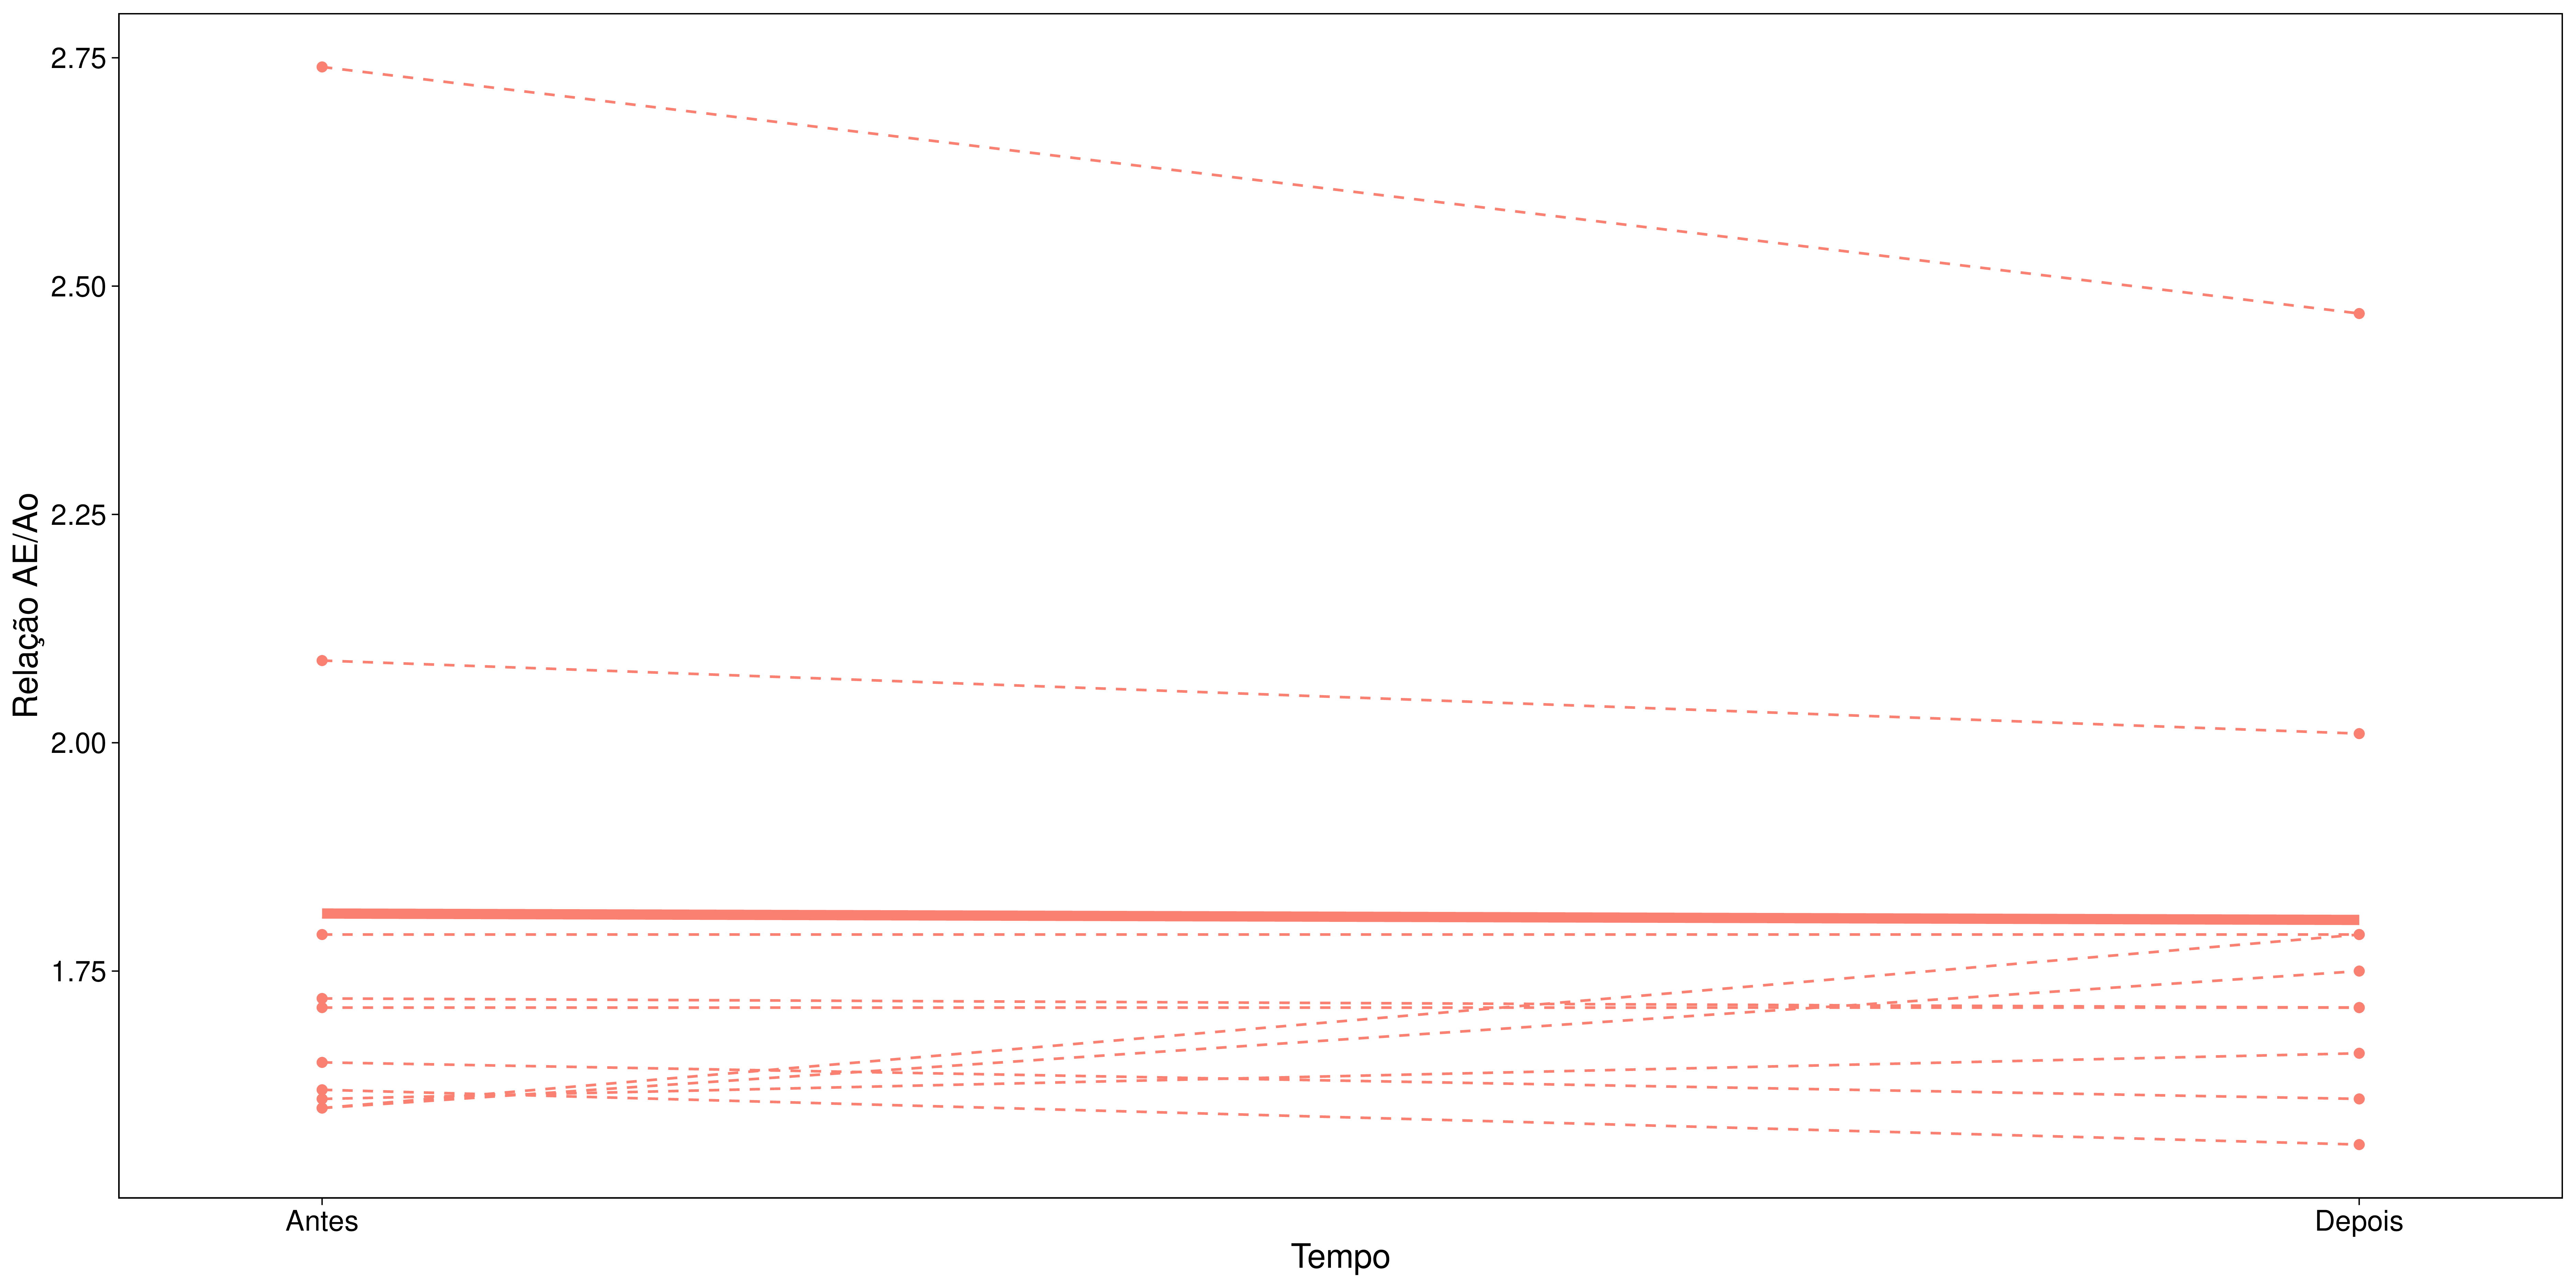 2.75
2.50
2.25
2.00
1.75
Relação AE/Ao
Antes
Depois
Tempo